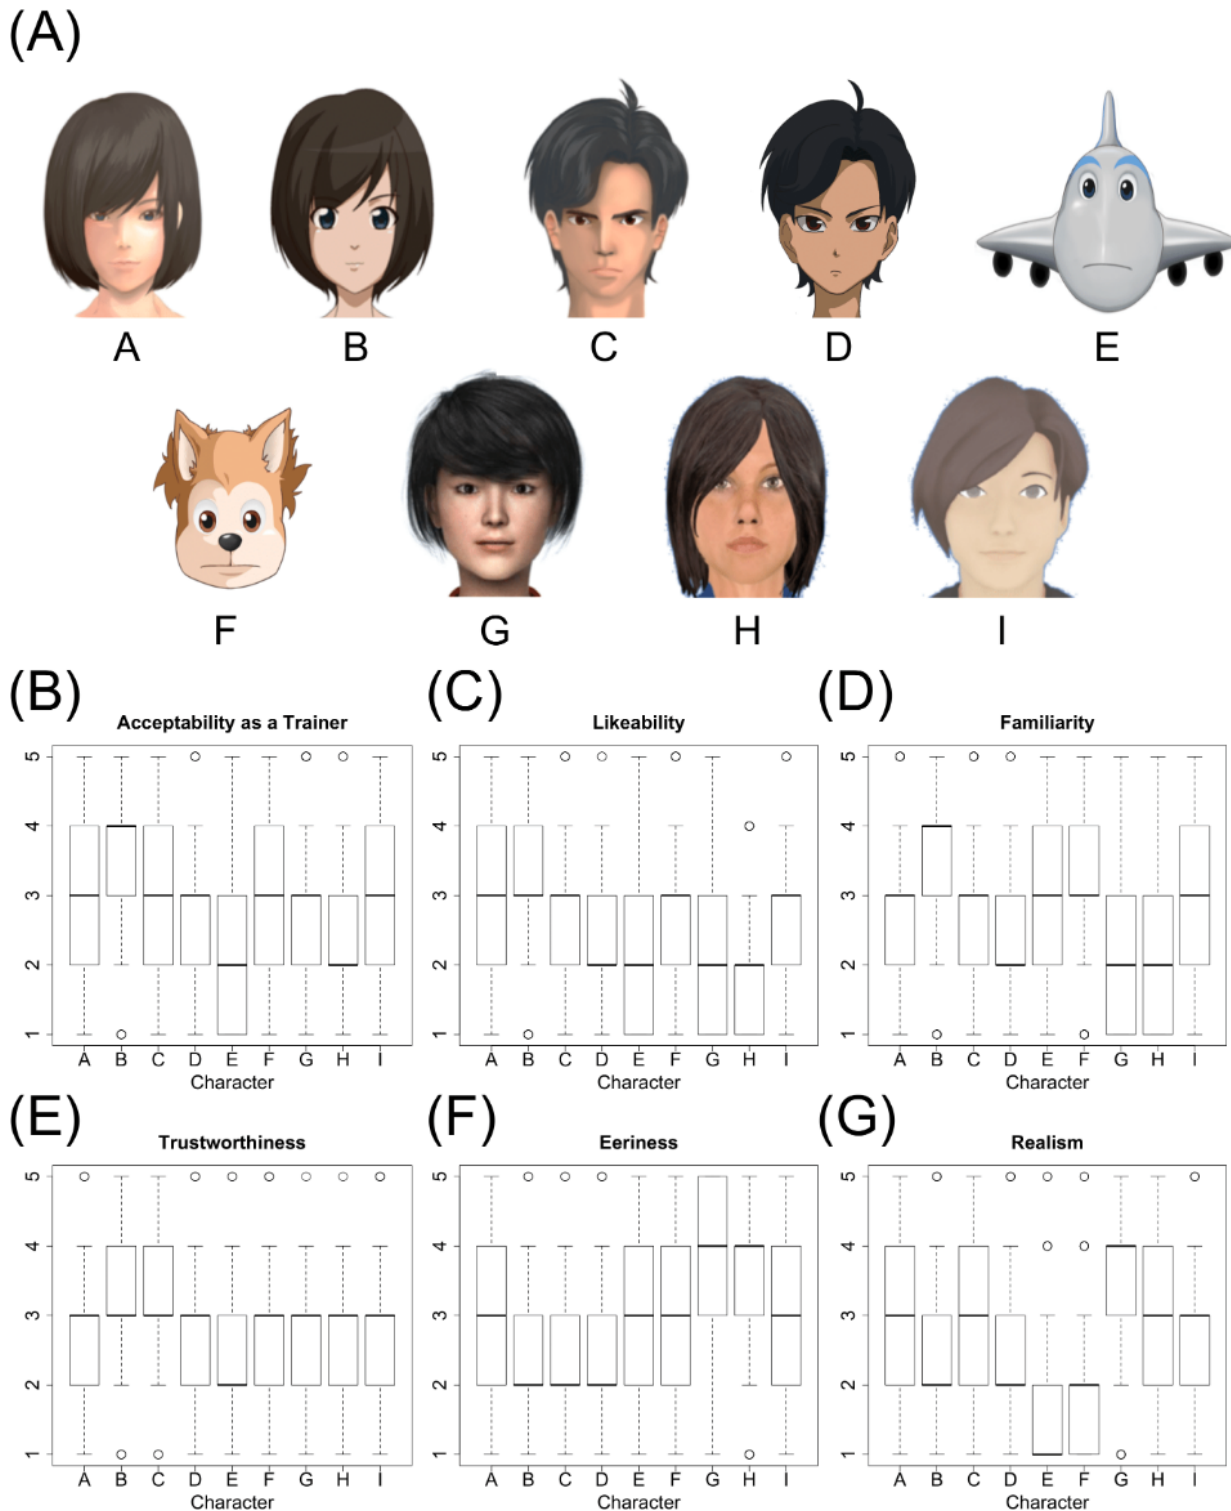 (A)
A B C D E
F G H I
(B) (C) (D)
Acceptability as a Trainer Likeability Familiarity
5 5 5
4 4 4
3 3 3
2 2 2
1 1 1
A B C D E F G H I A B C D E F G H I A B C D E F G H I
Character Character Character
(E) (F) (G)
Trustworthiness Eeriness Realism
5 5 5
4 4 4
3 3 3
2 2 2
1 1 1
A B C D E F G H I A B C D E F G H I A B C D E F G H I
Character Character Character